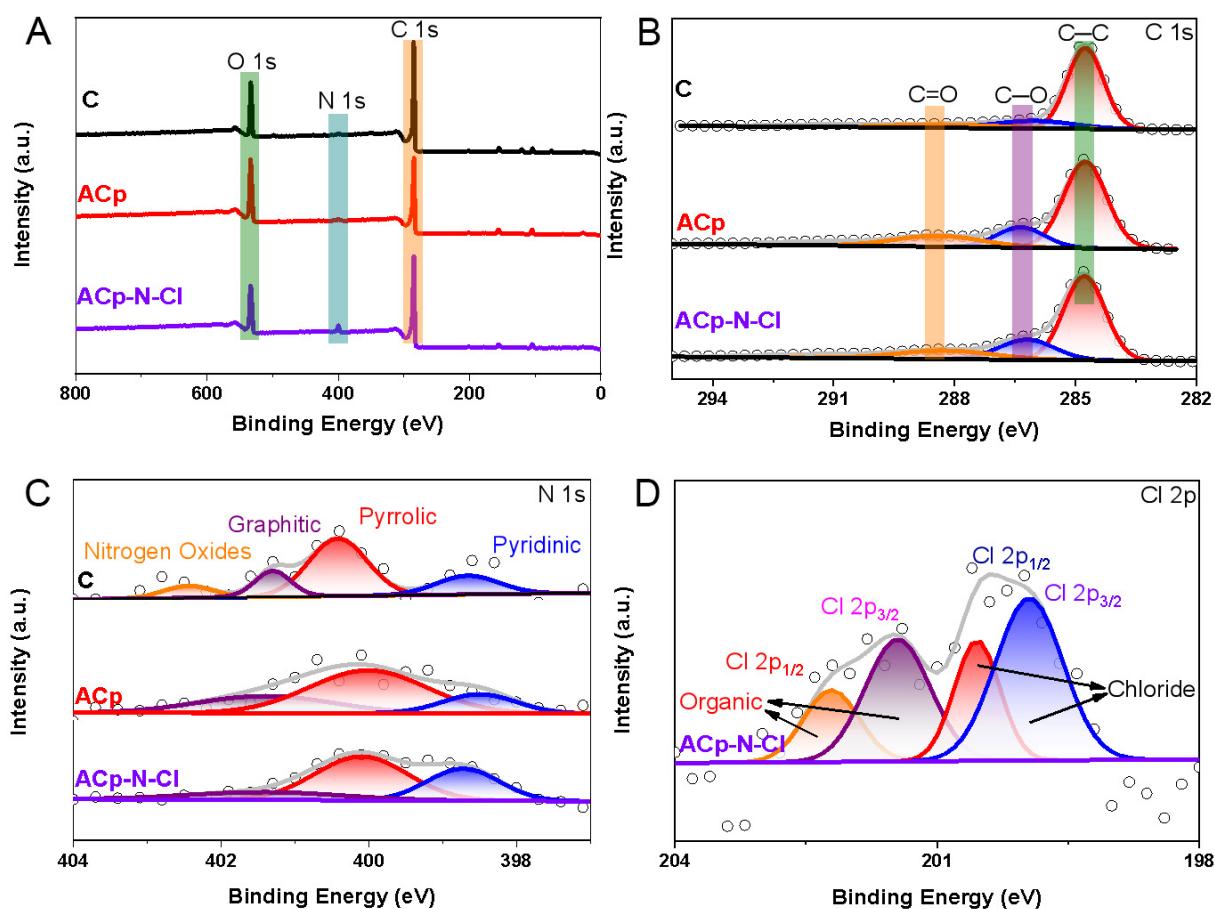 A
C 1s
O 1s
N 1s
C
ACp
ACp-N-Cl
Intensity (a.u.)
800 600 400 200 0
Binding Energy (eV)
B
C—C
C 1s
C=O
C—O
C
ACp
ACp-N-Cl
Intensity (a.u.)
294 291 288 285 282
Binding Energy (eV)
C
N 1s
Graphitic
Pyrrolic
Nitrogen Oxides
Pyridinic
C
ACp
ACp-N-Cl
Intensity (a.u.)
404 402 400 398
Binding Energy (eV)
D
Cl 2p
Cl 2p1/2
Cl 2p3/2
Cl 2p3/2
Cl 2p1/2
Organic
Chloride
ACp-N-Cl
Intensity (a.u.)
204 201 198
Binding Energy (eV)